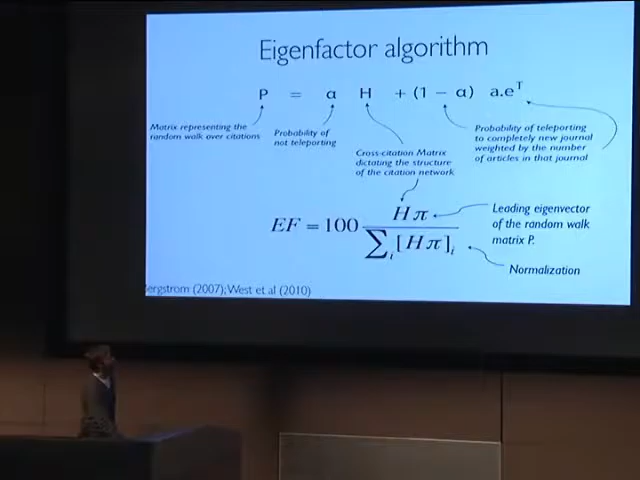 Eigenfactor algorithm
P = α H + (1 − α) a.eᵀ
Matrix representing the
random walk over citations
Probability of
not teleporting
Probability of teleporting
to completely new journal
weighted by the number
of articles in that journal
Cross-citation Matrix
dictating the structure
of the citation network
EF = 100 Hπ / ∑ᵢ [Hπ]ᵢ
Leading eigenvector
of the random walk
matrix P.
Normalization
ergstrom (2007);West et al (2010)